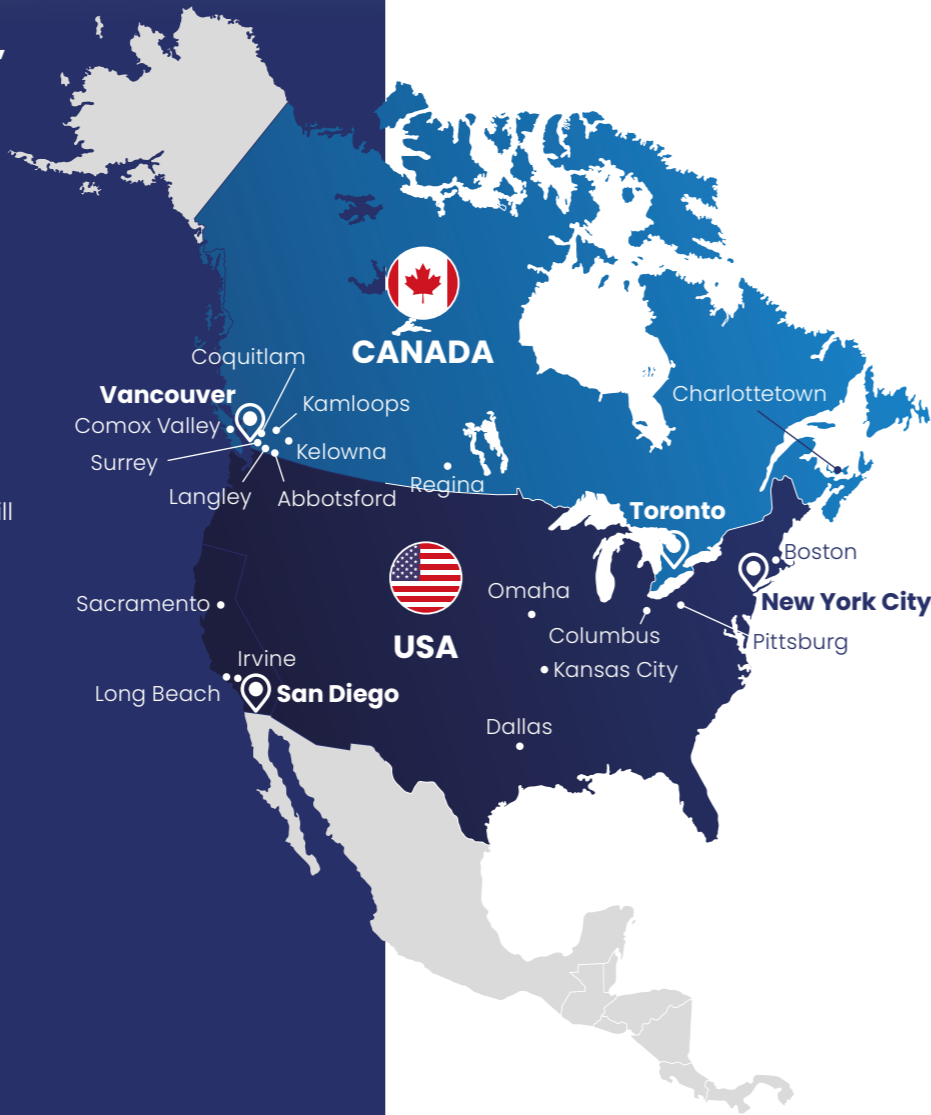 CANADA
Coquitlam
Vancouver
Kamloops
Charlottetown
Comox Valley
Kelowna
Surrey
Regina
Langley
Abbotsford
Toronto
ill
Boston
Omaha
New York City
Sacramento
Columbus
Pittsburg
USA
Irvine
Kansas City
Long Beach
San Diego
Dallas